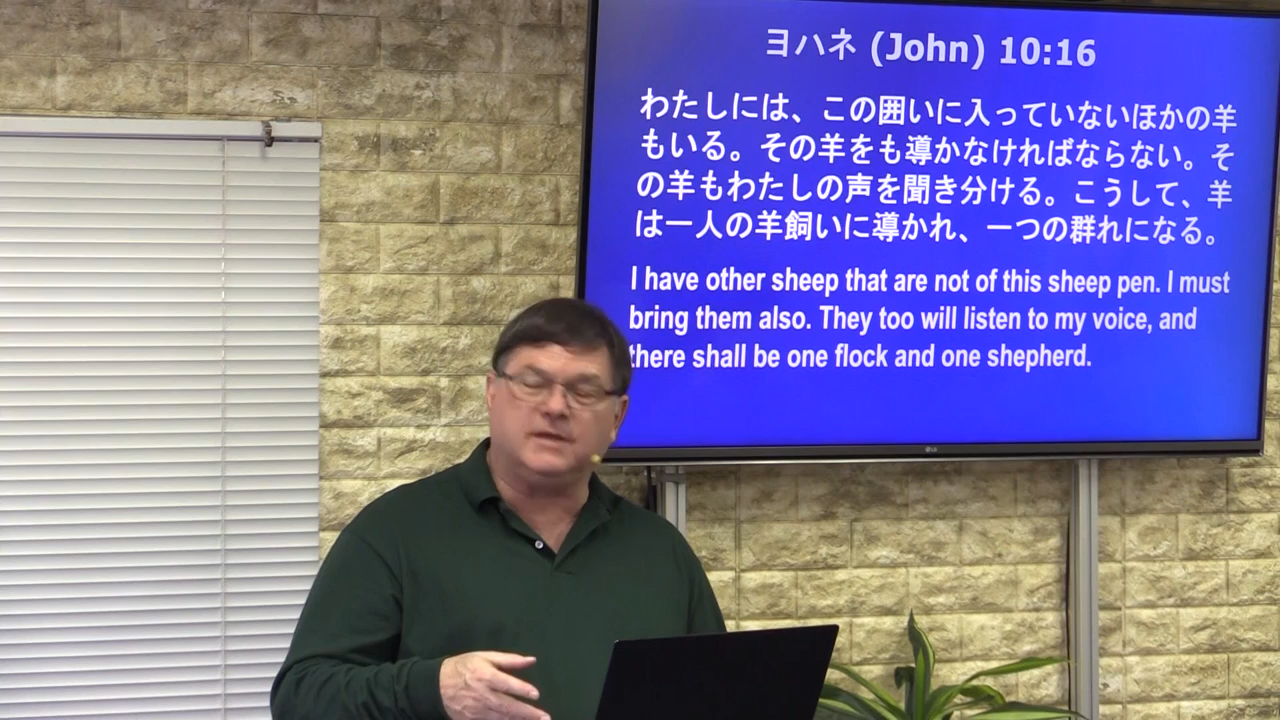 ヨハネ (John) 10:16
わたしには、この囲いに入っていないほかの羊
もいる。その羊をも導かなければならない。そ
の羊もわたしの声を聞き分ける。こうして、羊
は一人の羊飼いに導かれ、一つの群れになる。
I have other sheep that are not of this sheep pen. I must
bring them also. They too will listen to my voice, and
there shall be one flock and one shepherd.
LG